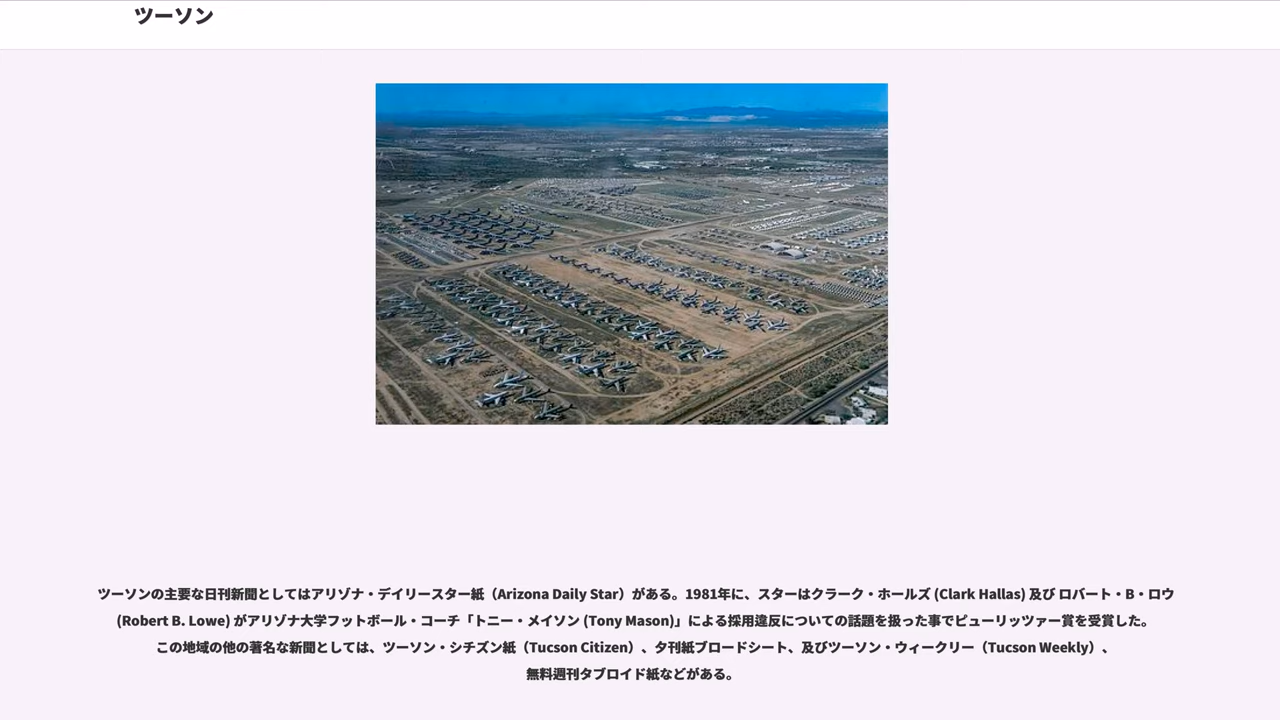 ツーソン
ツーソンの主要な日刊新聞としてはアリゾナ・デイリースター紙（Arizona Daily Star）がある。1981年に、スターはクラーク・ホールズ (Clark Hallas) 及び ロバート・B・ロウ
(Robert B. Lowe) がアリゾナ大学フットボール・コーチ「トニー・メイソン (Tony Mason)」による採用違反についての話題を扱った事でピューリッツァー賞を受賞した。
この地域の他の著名な新聞としては、ツーソン・シチズン紙（Tucson Citizen）、夕刊紙ブロードシート、及びツーソン・ウィークリー（Tucson Weekly）、
無料週刊タブロイド紙などがある。